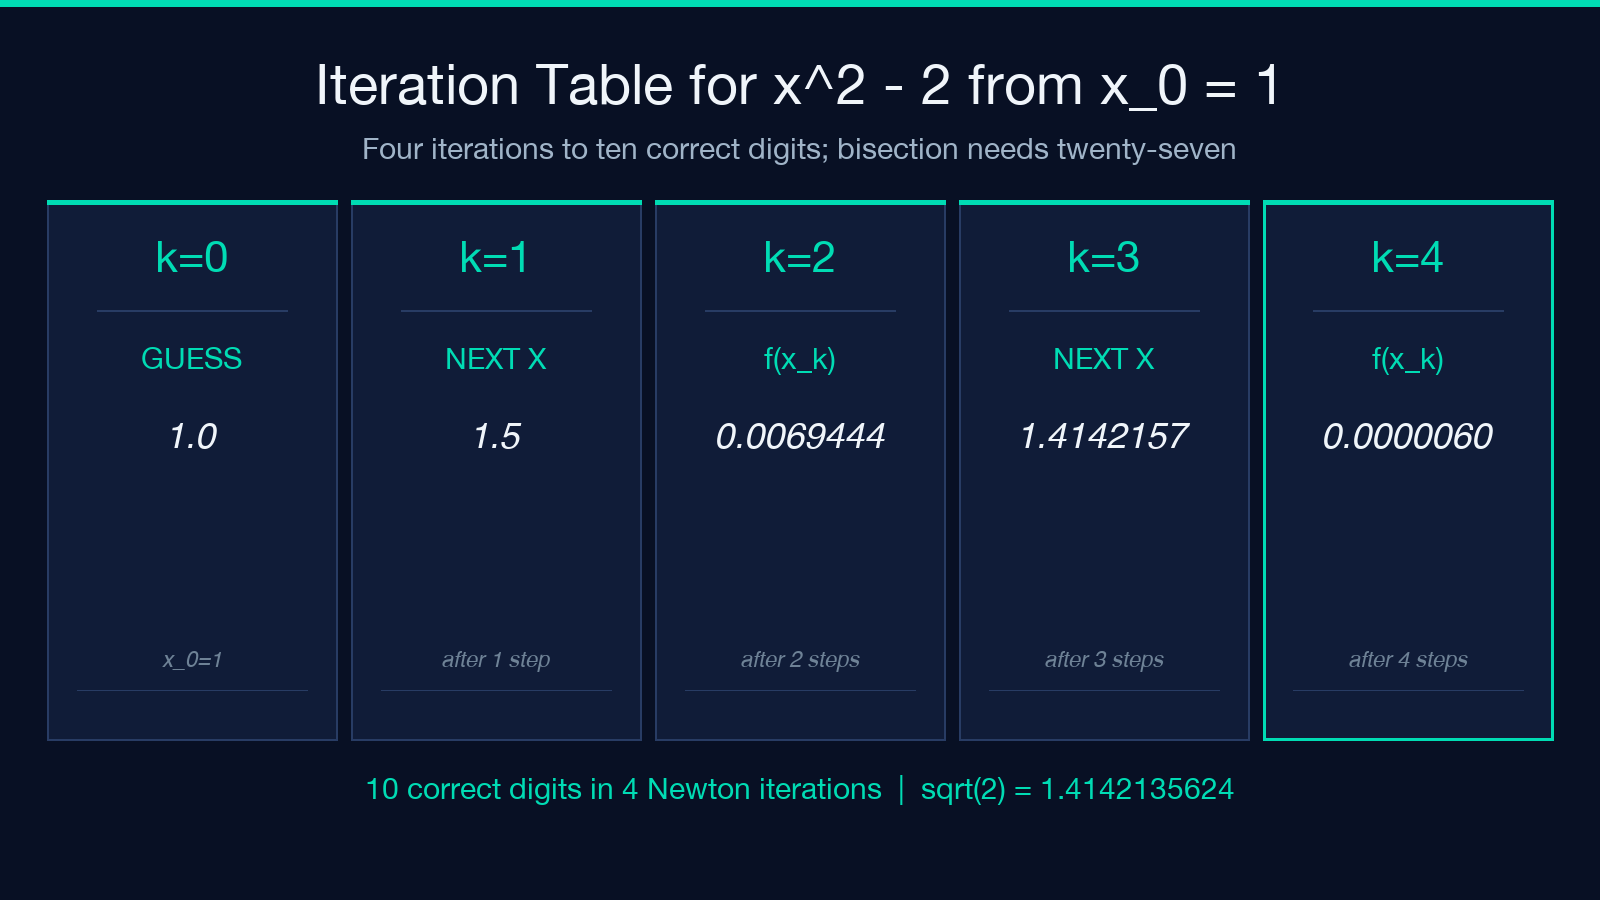 Iteration Table for x^2 - 2 from x_0 = 1
Four iterations to ten correct digits; bisection needs twenty-seven
k=0
GUESS
1.0
x_0=1
k=1
NEXT X
1.5
after 1 step
k=2
f(x_k)
0.0069444
after 2 steps
k=3
NEXT X
1.4142157
after 3 steps
k=4
f(x_k)
0.0000060
after 4 steps
10 correct digits in 4 Newton iterations | sqrt(2) = 1.4142135624